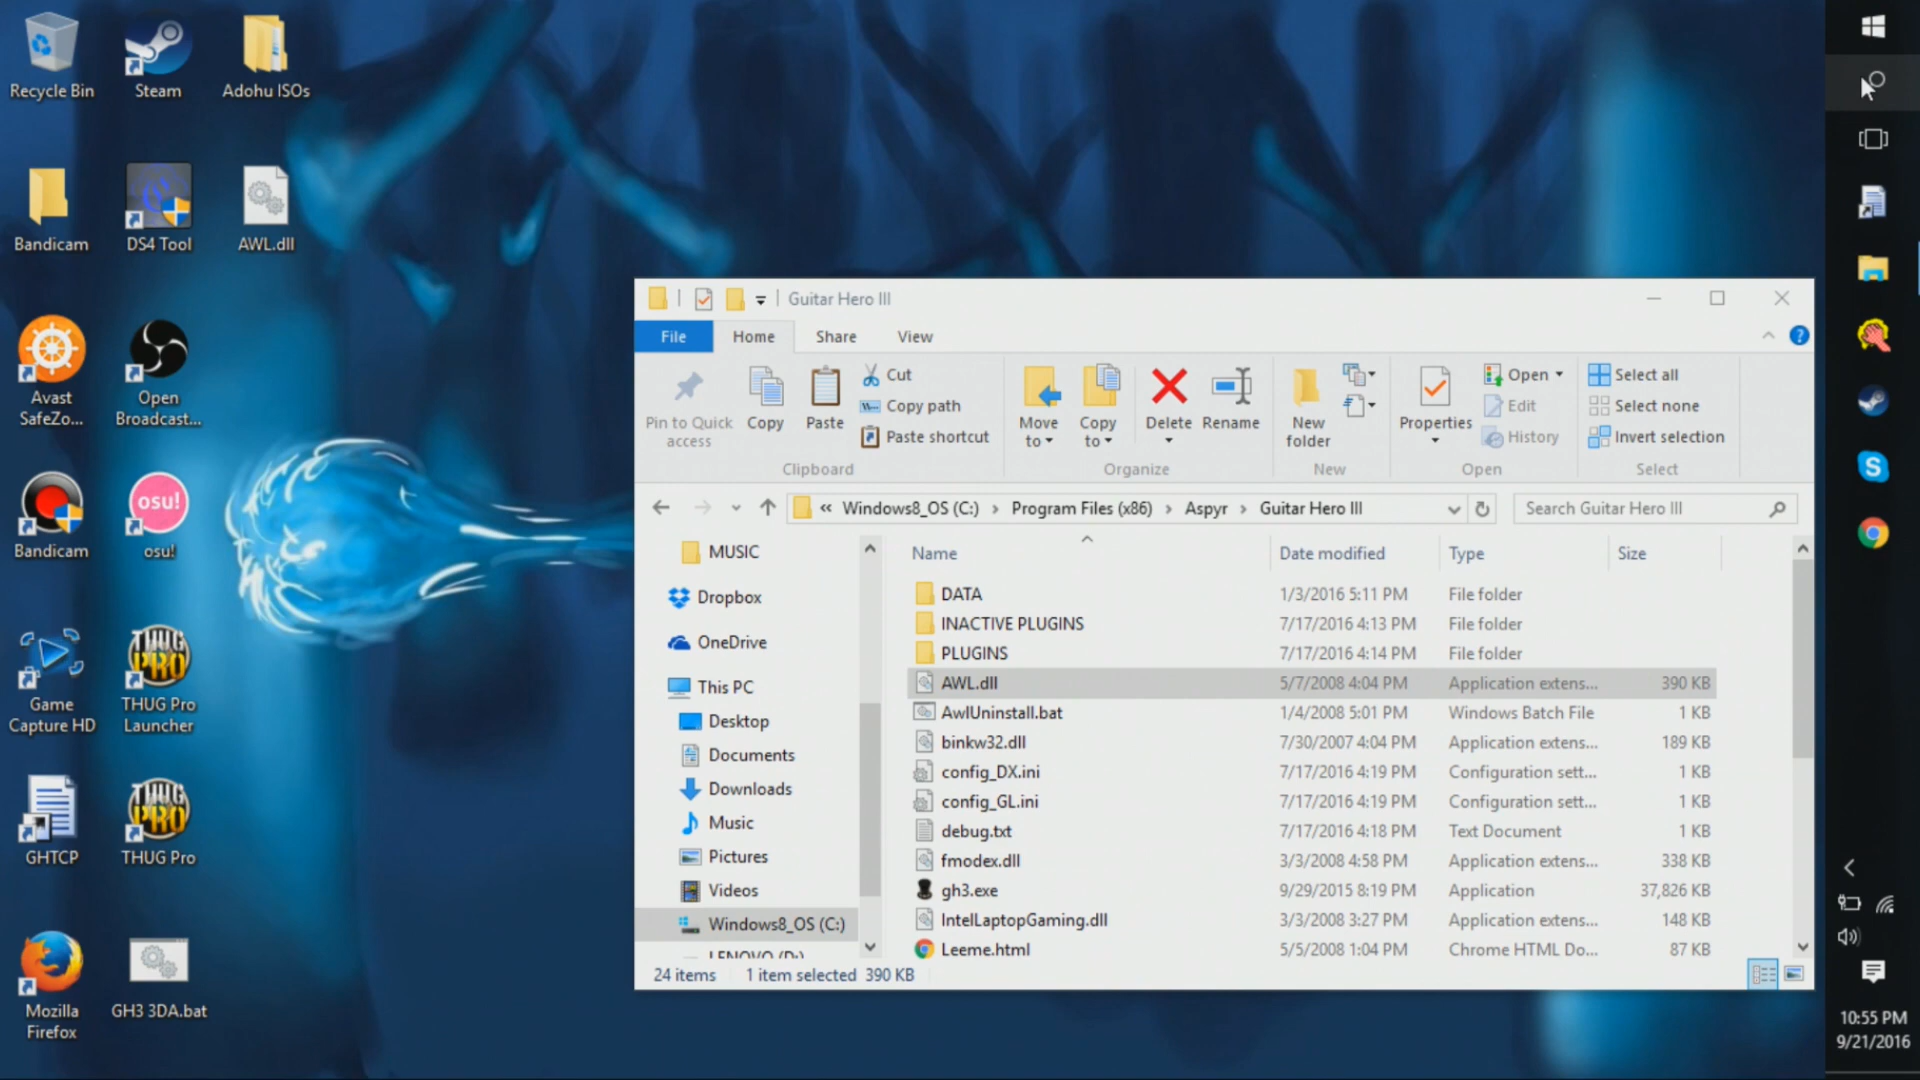 Recycle Bin
Steam
Adohu ISOs
Bandicam
DS4 Tool
AWL.dll
Avast
SafeZo...
Open
Broadcast...
Bandicam
osu!
osu!
Game
Capture HD
THUG
PRO
THUG Pro
Launcher
GHTCP
THUG
PRO
THUG Pro
Mozilla
Firefox
GH3 3DA.bat
Guitar Hero III
File
Home
Share
View
Pin to Quick
access
Copy
Paste
Cut
Copy path
Paste shortcut
Clipboard
Move
to
Copy
to
Delete
Rename
Organize
New
folder
New
Properties
Open
Edit
History
Open
Select all
Select none
Invert selection
Select
« Windows8_OS (C:) › Program Files (x86) › Aspyr › Guitar Hero III
Search Guitar Hero III
MUSIC
Dropbox
OneDrive
This PC
Desktop
Documents
Downloads
Music
Pictures
Videos
Windows8_OS (C:)
LENOVO (D:)
Name Date modified Type Size
DATA 1/3/2016 5:11 PM File folder
INACTIVE PLUGINS 7/17/2016 4:13 PM File folder
PLUGINS 7/17/2016 4:14 PM File folder
AWL.dll 5/7/2008 4:04 PM Application extens... 390 KB
AwlUninstall.bat 1/4/2008 5:01 PM Windows Batch File 1 KB
binkw32.dll 7/30/2007 4:04 PM Application extens... 189 KB
config_DX.ini 7/17/2016 4:19 PM Configuration sett... 1 KB
config_GL.ini 7/17/2016 4:19 PM Configuration sett... 1 KB
debug.txt 7/17/2016 4:18 PM Text Document 1 KB
fmodex.dll 3/3/2008 4:58 PM Application extens... 338 KB
gh3.exe 9/29/2015 8:19 PM Application 37,826 KB
IntelLaptopGaming.dll 3/3/2008 3:27 PM Application extens... 148 KB
Leeme.html 5/5/2008 1:04 PM Chrome HTML Do... 87 KB
24 items 1 item selected 390 KB
10:55 PM
9/21/2016